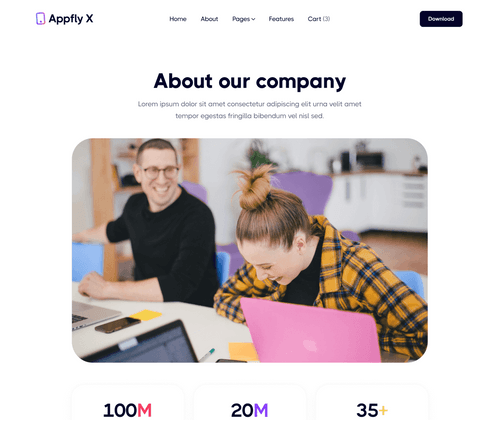 Appfly X
Home
About
Pages
Features
Cart (3)
Download
About our company
Lorem ipsum dolor sit amet consectetur adipiscing elit urna velit amet
tempor egestas fringilla bibendum vel nisl sed.
100M
20M
35+